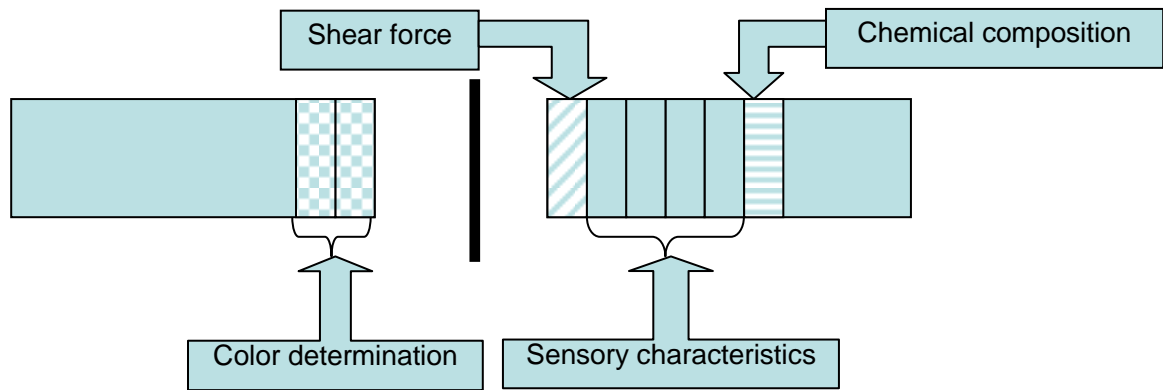 Shear force
Chemical composition
Color determination
Sensory characteristics